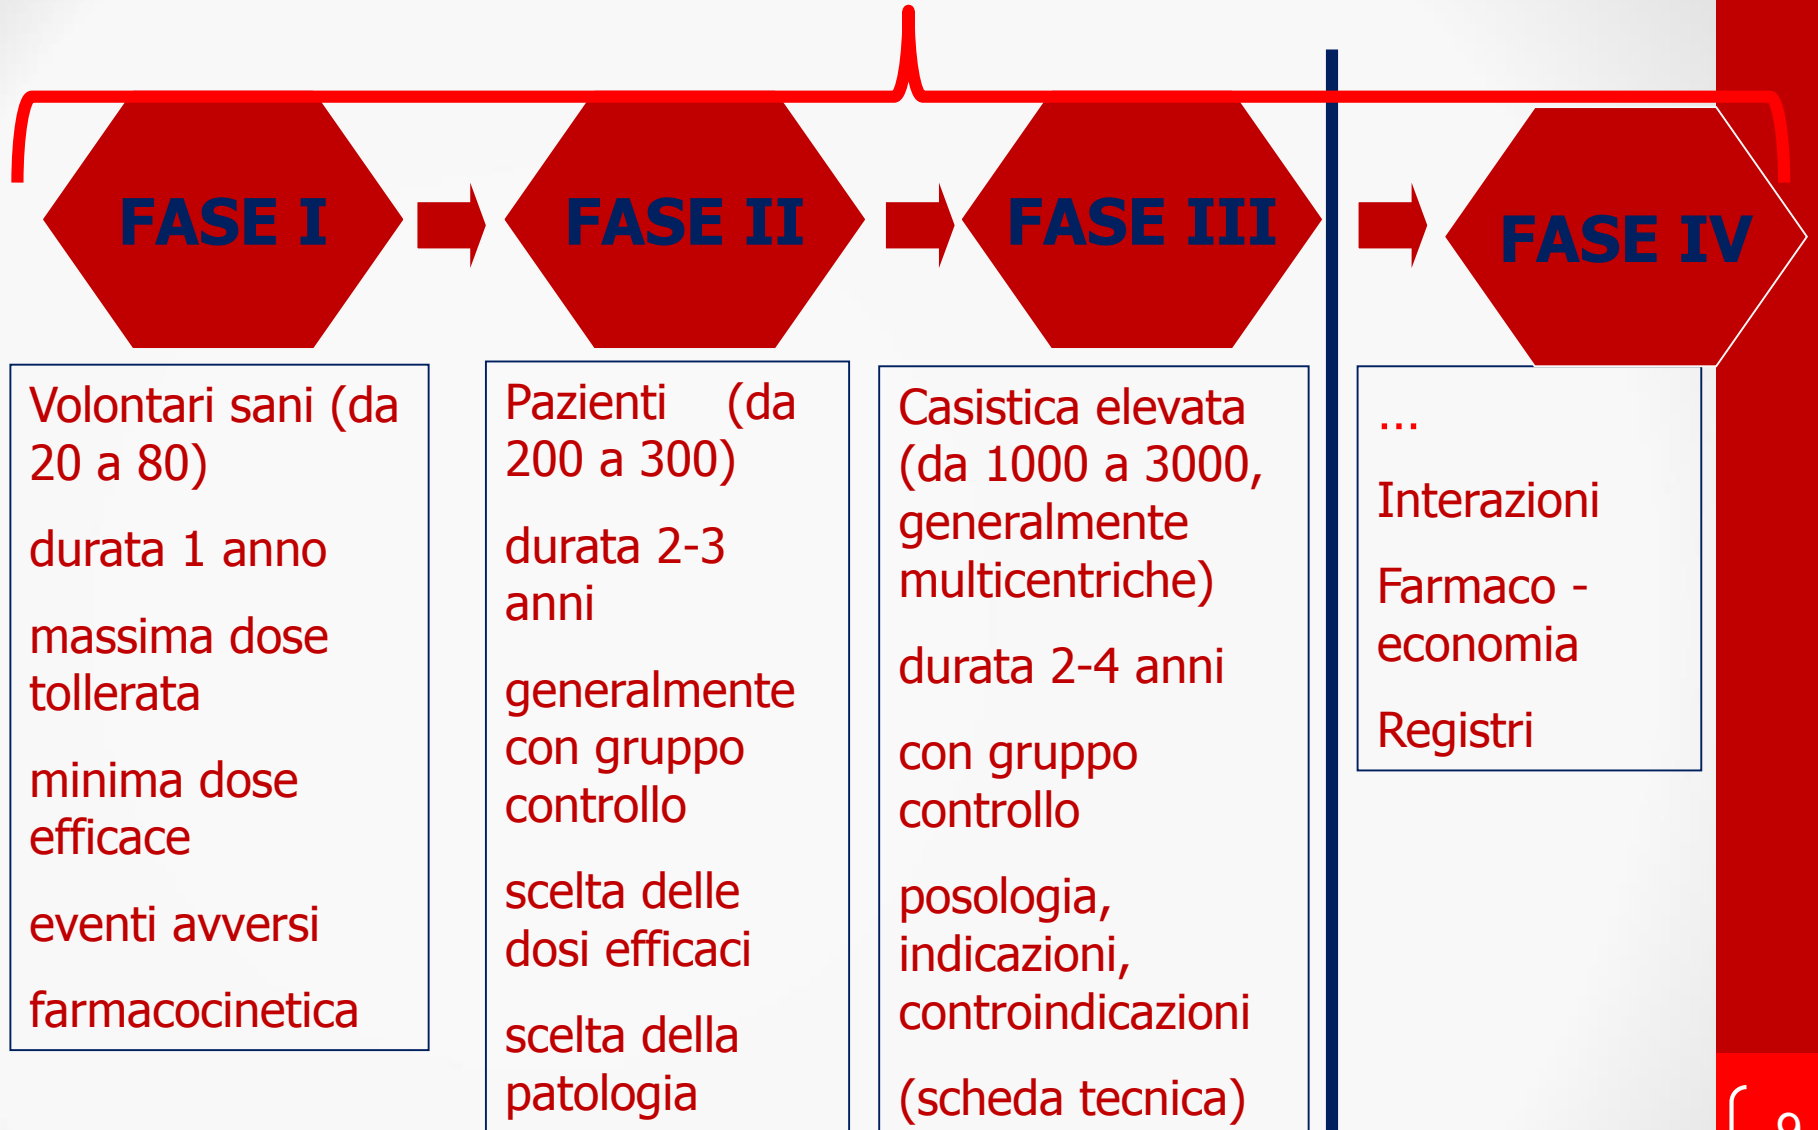 FASE I
FASE II
FASE III
FASE IV
Volontari sani (da
20 a 80)
durata 1 anno
massima dose
tollerata
minima dose
efficace
eventi avversi
farmacocinetica
Pazienti (da
200 a 300)
durata 2-3
anni
generalmente
con gruppo
controllo
scelta delle
dosi efficaci
scelta della
patologia
Casistica elevata
(da 1000 a 3000,
generalmente
multicentriche)
durata 2-4 anni
con gruppo
controllo
posologia,
indicazioni,
controindicazioni
(scheda tecnica)
...
Interazioni
Farmaco -
economia
Registri